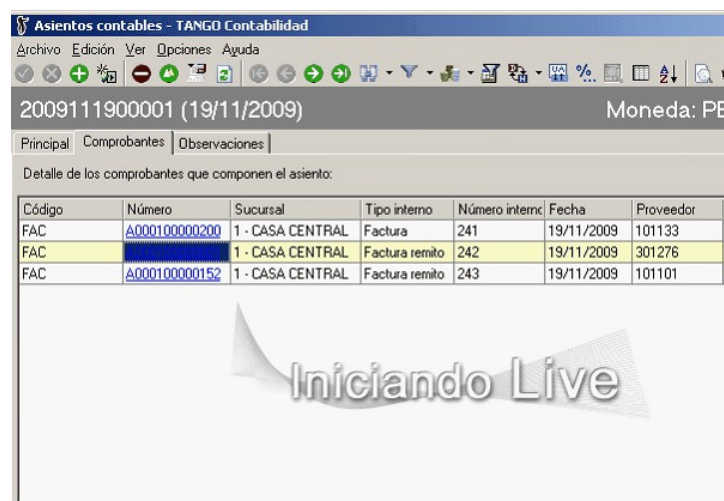 Asientos contables - TANGO Contabilidad
Archivo Edición Ver Opciones Ayuda
2009111900001 (19/11/2009) Moneda: PE
Principal Comprobantes Observaciones
Detalle de los comprobantes que componen el asiento:
Código Número Sucursal Tipo interno Número interno Fecha Proveedor
FAC A000100000200 1 - CASA CENTRAL Factura 241 19/11/2009 101133
FAC 1 - CASA CENTRAL Factura remito 242 19/11/2009 301276
FAC A000100000152 1 - CASA CENTRAL Factura remito 243 19/11/2009 101101
Iniciando Live